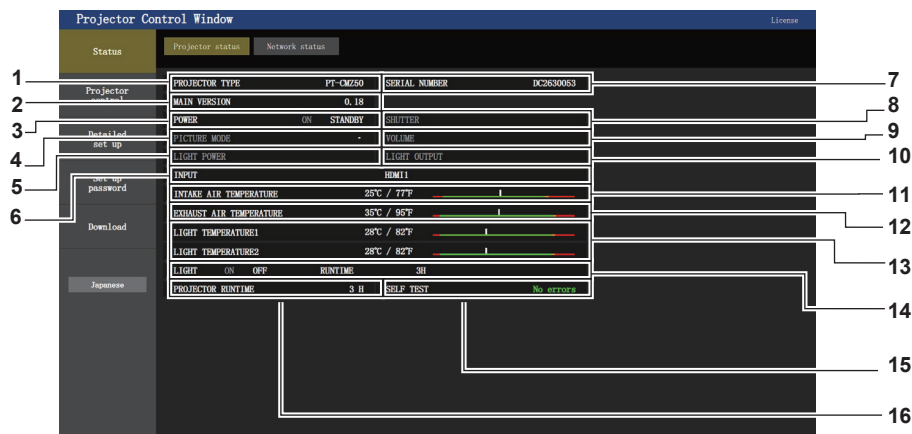 Projector Control Window
License
Status
Projector status
Network status
Projector
control
Detailed
set up
Set up
password
Download
Japanese
PROJECTOR TYPE PT-CMZ50
SERIAL NUMBER DC2630053
MAIN VERSION 0.18
POWER ON STANDBY
SHUTTER
PICTURE MODE -
VOLUME
LIGHT POWER
LIGHT OUTPUT
INPUT HDMI1
INTAKE AIR TEMPERATURE 25℃ / 77℉
EXHAUST AIR TEMPERATURE 35℃ / 95℉
LIGHT TEMPERATURE1 28℃ / 82℉
LIGHT TEMPERATURE2 28℃ / 82℉
LIGHT ON OFF RUNTIME 3H
PROJECTOR RUNTIME 3 H
SELF TEST No errors
1
2
3
4
5
6
7
8
9
10
11
12
13
14
15
16